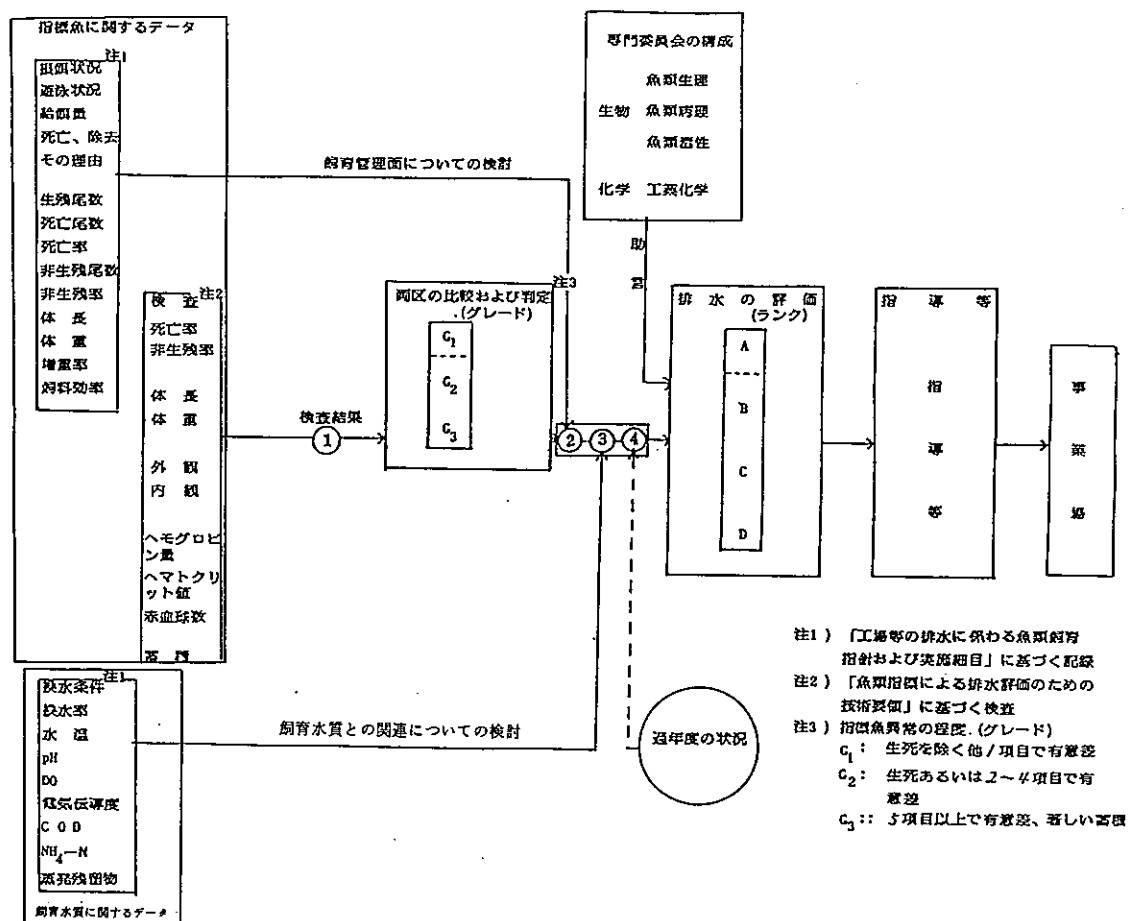 指標魚に関するデータ
注1
摂餌状況
遊泳状況
給餌量
死亡、除去
その理由
生残尾数
死亡尾数
死亡率
非生残尾数
非生残率
体 長
体 重
増重率
飼料効率
注2
検 査
死亡率
非生残率
体 長
体 重
外 観
内 観
ヘモグロビ
ン量
ヘマトクリ
ット値
赤血球数
飼育管理面についての検討
検査結果
①
注3
両区の比較および判定
(グレード)
G1
G2
G3
② ③ ④
専門委員会の構成
魚類生理
生物 魚類病理
魚類毒性
化学 工業化学
助
言
排 水 の 評 価
(ランク)
A
B
C
D
指 導 等
指
導
等
事
業
場
注1
換水条件
換水率
水 温
pH
DO
電気伝導度
C O D
NH4-N
蒸発残留物
飼育水質に関するデータ
飼育水質との関連についての検討
過年度の状況
注1) 「工場等の排水に係わる魚類飼育
指針および実施細目」に基づく記録
注2) 「魚類指標による排水評価のための
技術要領」に基づく検査
注3) 指標魚異常の程度.(グレード)
G1: 生死を除く他1項目で有意差
G2: 生死あるいは2~4項目で有
意差
G3:: 5項目以上で有意差、著しい蓄積